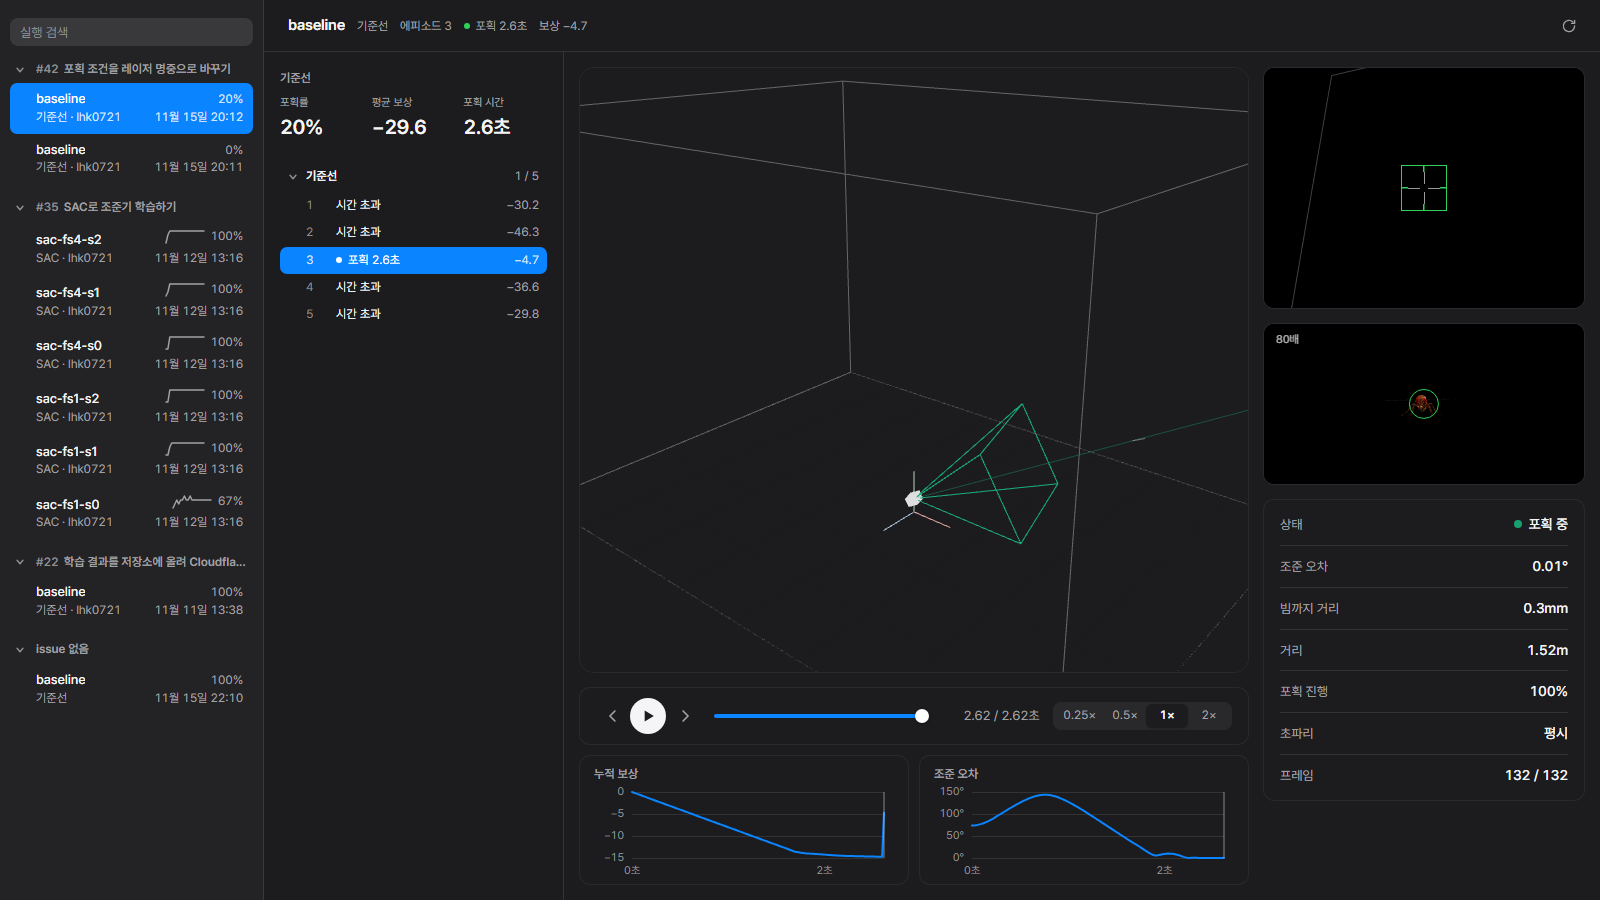 실행 검색
#42 포획 조건을 레이저 명중으로 바꾸기
baseline 20%
기준선 · lhk0721 11월 15일 20:12
baseline 0%
기준선 · lhk0721 11월 15일 20:11
#35 SAC로 조준기 학습하기
sac-fs4-s2 100%
SAC · lhk0721 11월 12일 13:16
sac-fs4-s1 100%
SAC · lhk0721 11월 12일 13:16
sac-fs4-s0 100%
SAC · lhk0721 11월 12일 13:16
sac-fs1-s2 100%
SAC · lhk0721 11월 12일 13:16
sac-fs1-s1 100%
SAC · lhk0721 11월 12일 13:16
sac-fs1-s0 67%
SAC · lhk0721 11월 12일 13:16
#22 학습 결과를 저장소에 올려 Cloudfla...
baseline 100%
기준선 · lhk0721 11월 11일 13:38
issue 없음
baseline 100%
기준선 11월 15일 22:10
baseline 기준선 에피소드 3 포획 2.6초 보상 −4.7
기준선
포획률 평균 보상 포획 시간
20% −29.6 2.6초
기준선 1 / 5
1 시간 초과 −30.2
2 시간 초과 −46.3
3 포획 2.6초 −4.7
4 시간 초과 −36.6
5 시간 초과 −29.8
2.62 / 2.62초 0.25× 0.5× 1× 2×
누적 보상
0
−5
−10
−15
0초 2초
조준 오차
150°
100°
50°
0°
0초 2초
80배
상태 포획 중
조준 오차 0.01°
빔까지 거리 0.3mm
거리 1.52m
포획 진행 100%
초파리 평시
프레임 132 / 132